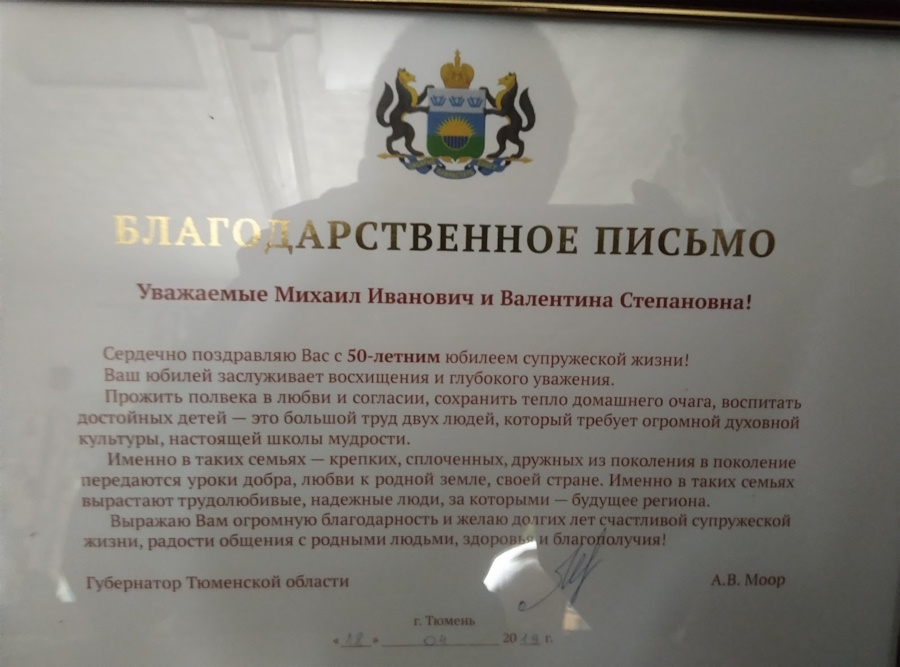 БЛАГОДАРСТВЕННОЕ ПИСЬМО
Уважаемые Михаил Иванович и Валентина Степановна!
Сердечно поздравляю Вас с 50-летним юбилеем супружеской жизни!
Ваш юбилей заслуживает восхищения и глубокого уважения.
Прожить полвека в любви и согласии, сохранить тепло домашнего очага, воспитать
достойных детей — это большой труд двух людей, который требует огромной духовной
культуры, настоящей школы мудрости.
Именно в таких семьях — крепких, сплоченных, дружных из поколения в поколение
передаются уроки добра, любви к родной земле, своей стране. Именно в таких семьях
вырастают трудолюбивые, надежные люди, за которыми — будущее региона.
Выражаю Вам огромную благодарность и желаю долгих лет счастливой супружеской
жизни, радости общения с родными людьми, здоровья и благополучия!
Губернатор Тюменской области А.В. Моор
г. Тюмень
«18» 04 2019 г.